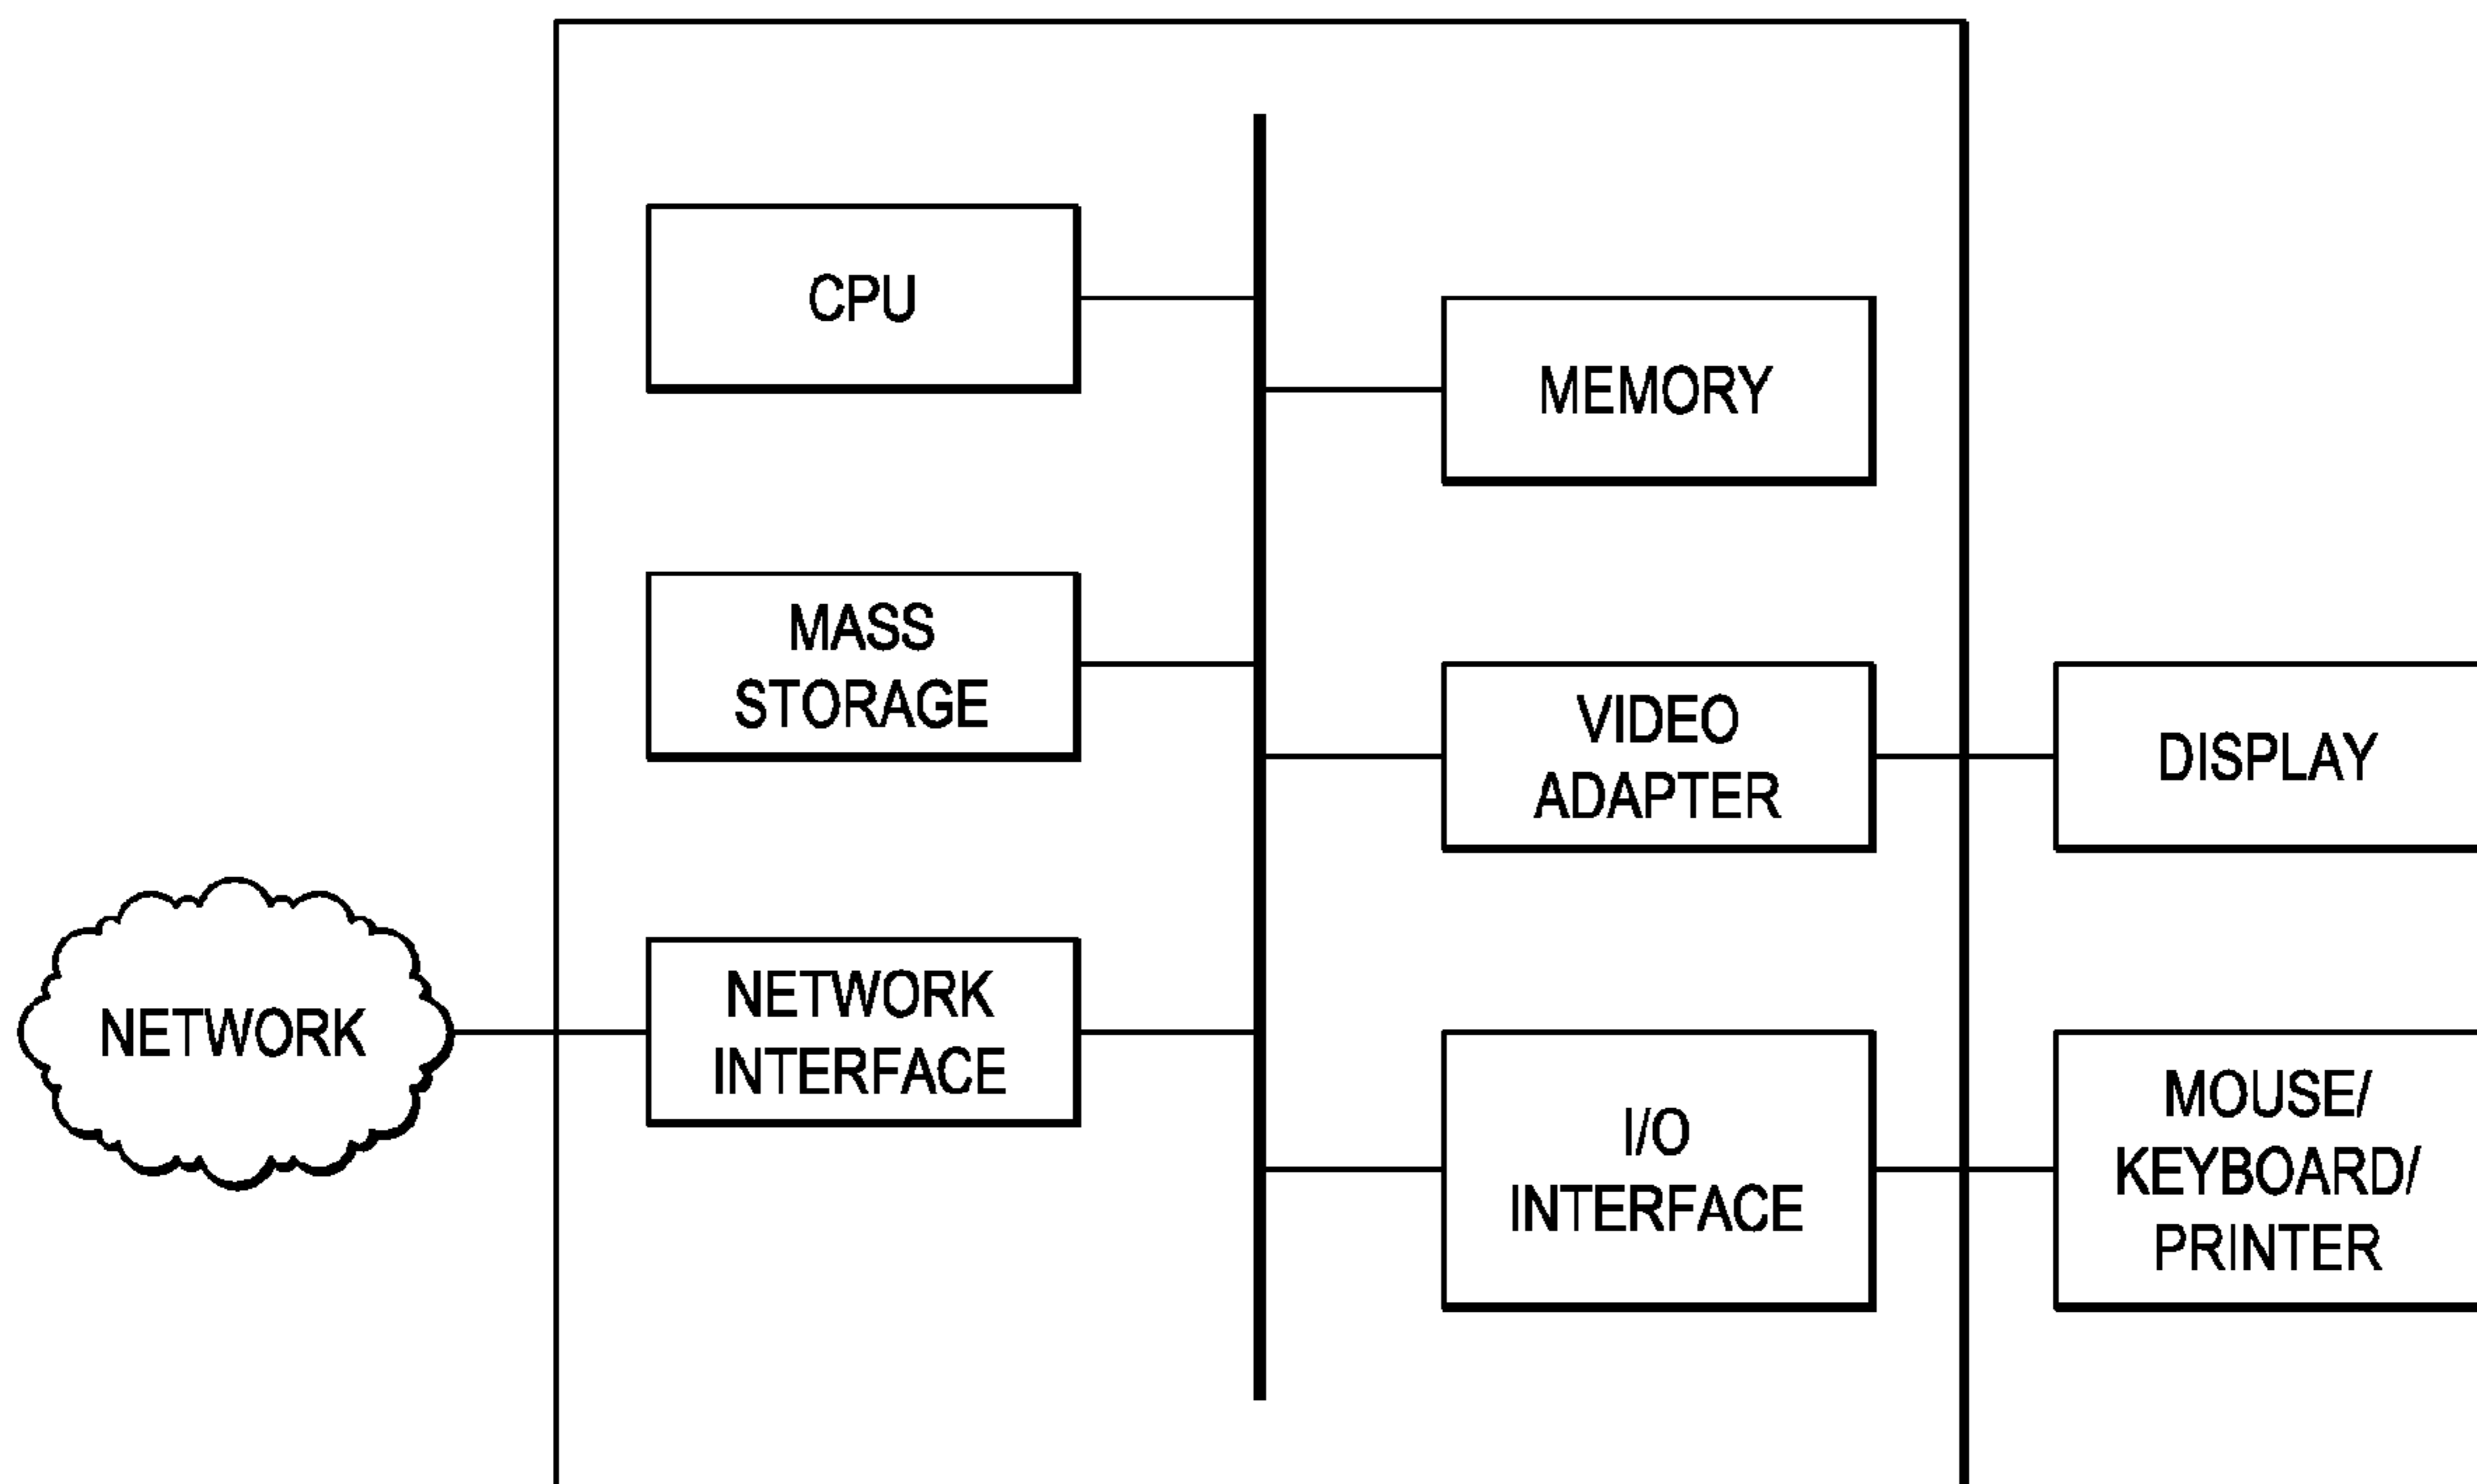 CPU
MEMORY
MASS
STORAGE
VIDEO
ADAPTER
DISPLAY
NETWORK
NETWORK
INTERFACE
I/O
INTERFACE
MOUSE/
KEYBOARD/
PRINTER